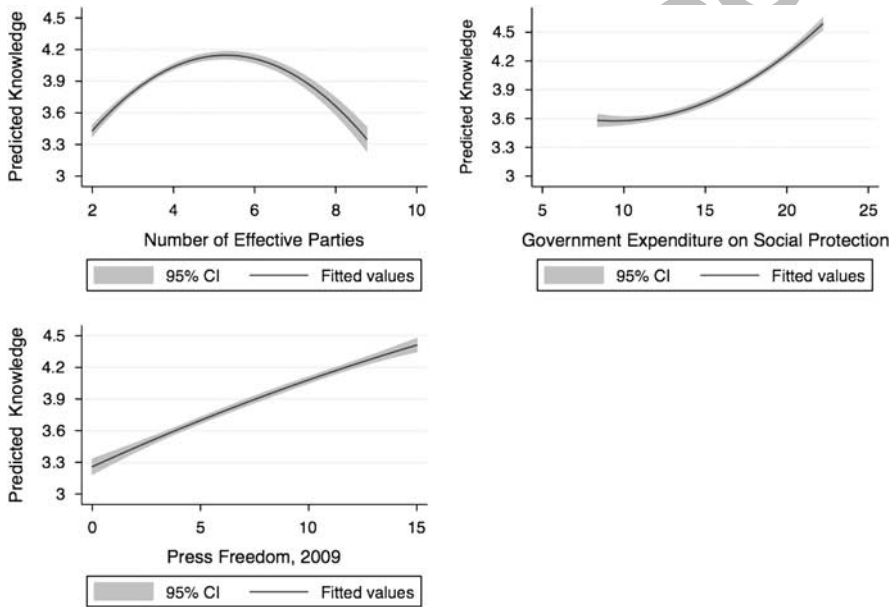 Predicted Knowledge
4.5
4.2
3.9
3.6
3.3
3
2 4 6 8 10
Number of Effective Parties
95% CI Fitted values
Predicted Knowledge
4.5
4.2
3.9
3.6
3.3
3
5 10 15 20 25
Government Expenditure on Social Protection
95% CI Fitted values
Predicted Knowledge
4.5
4.2
3.9
3.6
3.3
3
0 5 10 15
Press Freedom, 2009
95% CI Fitted values